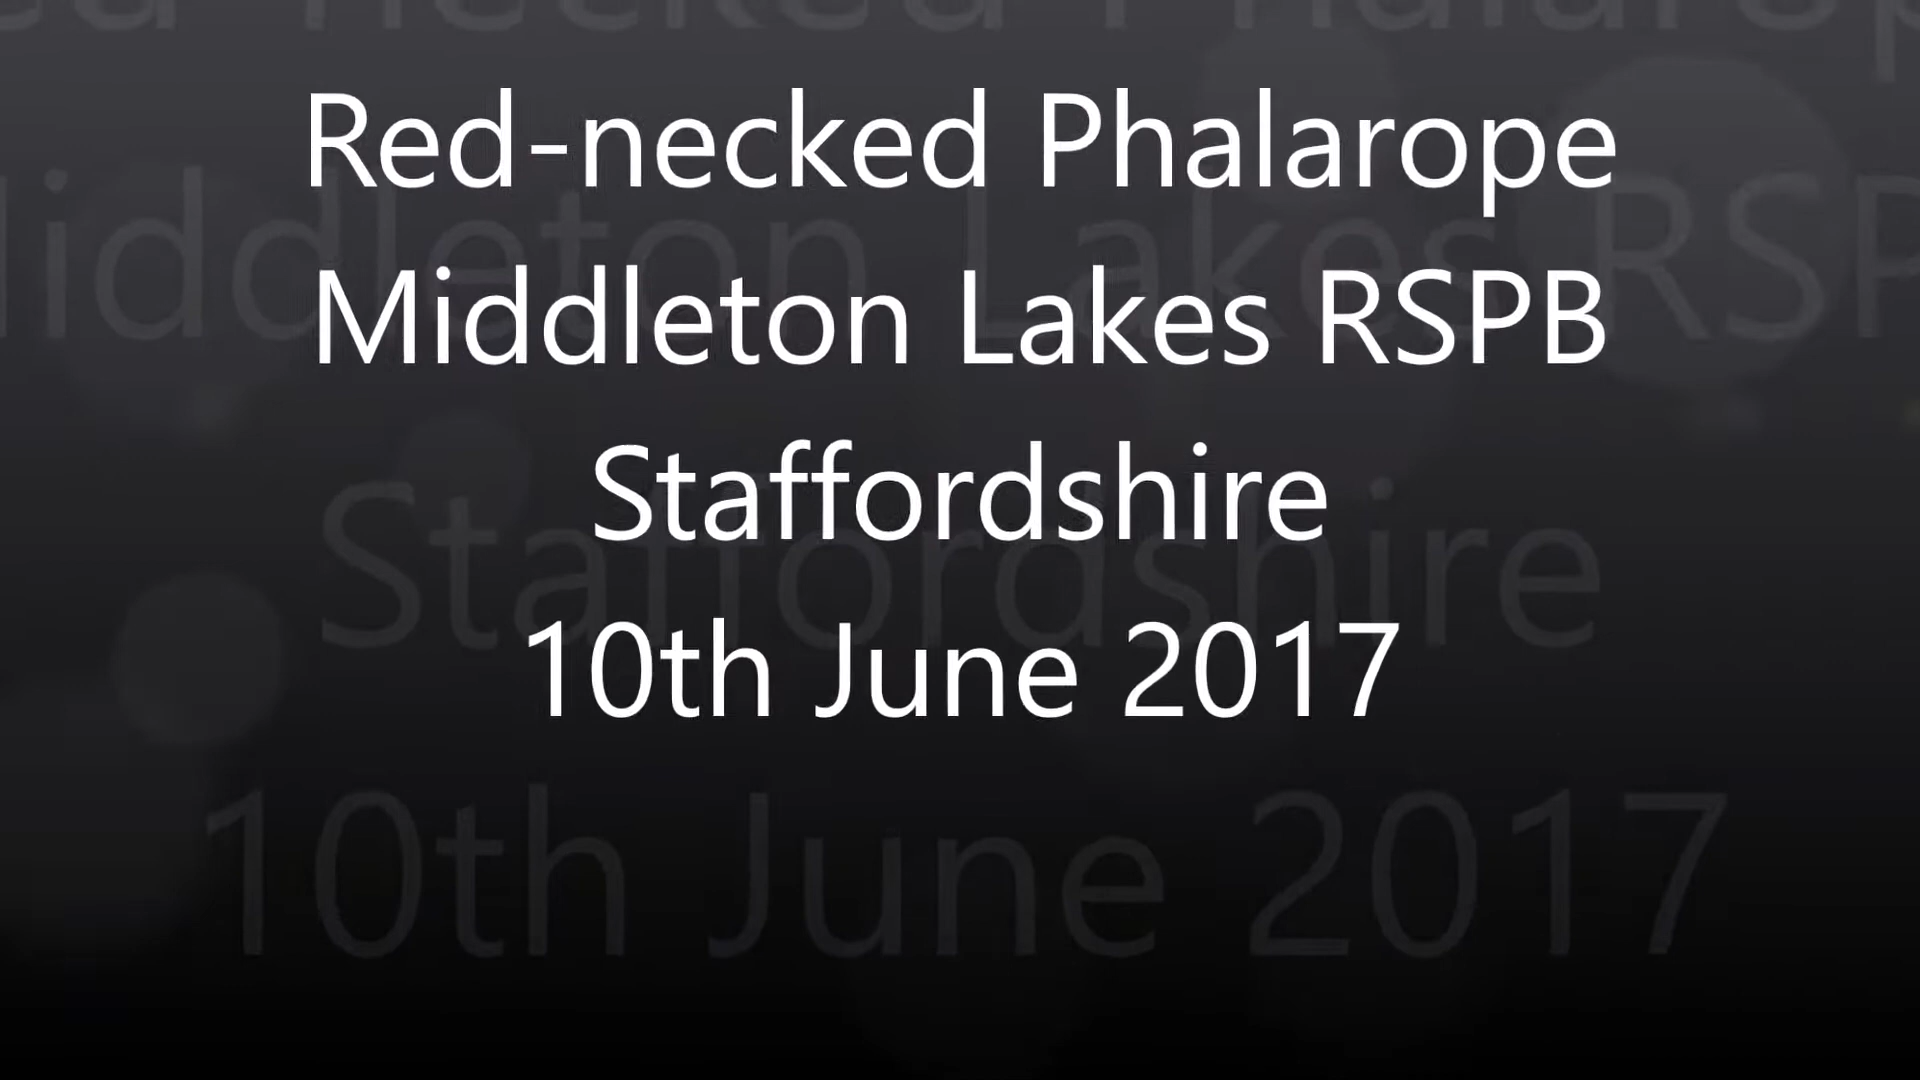 Red-necked Phalarope
Middleton Lakes RSPB
Staffordshire
10th June 2017